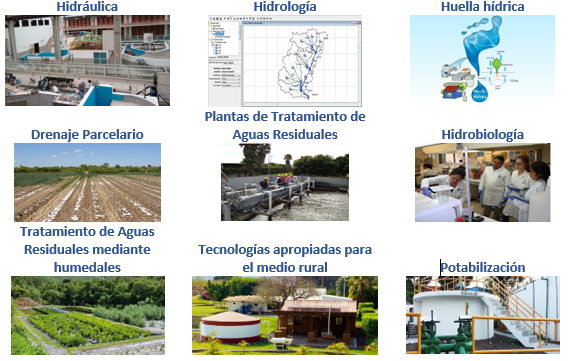 Hidráulica
Hidrología
Huella hídrica
Drenaje Parcelario
Plantas de Tratamiento de
Aguas Residuales
Hidrobiología
Tratamiento de Aguas
Residuales mediante
humedales
Tecnologías apropiadas para
el medio rural
Potabilización